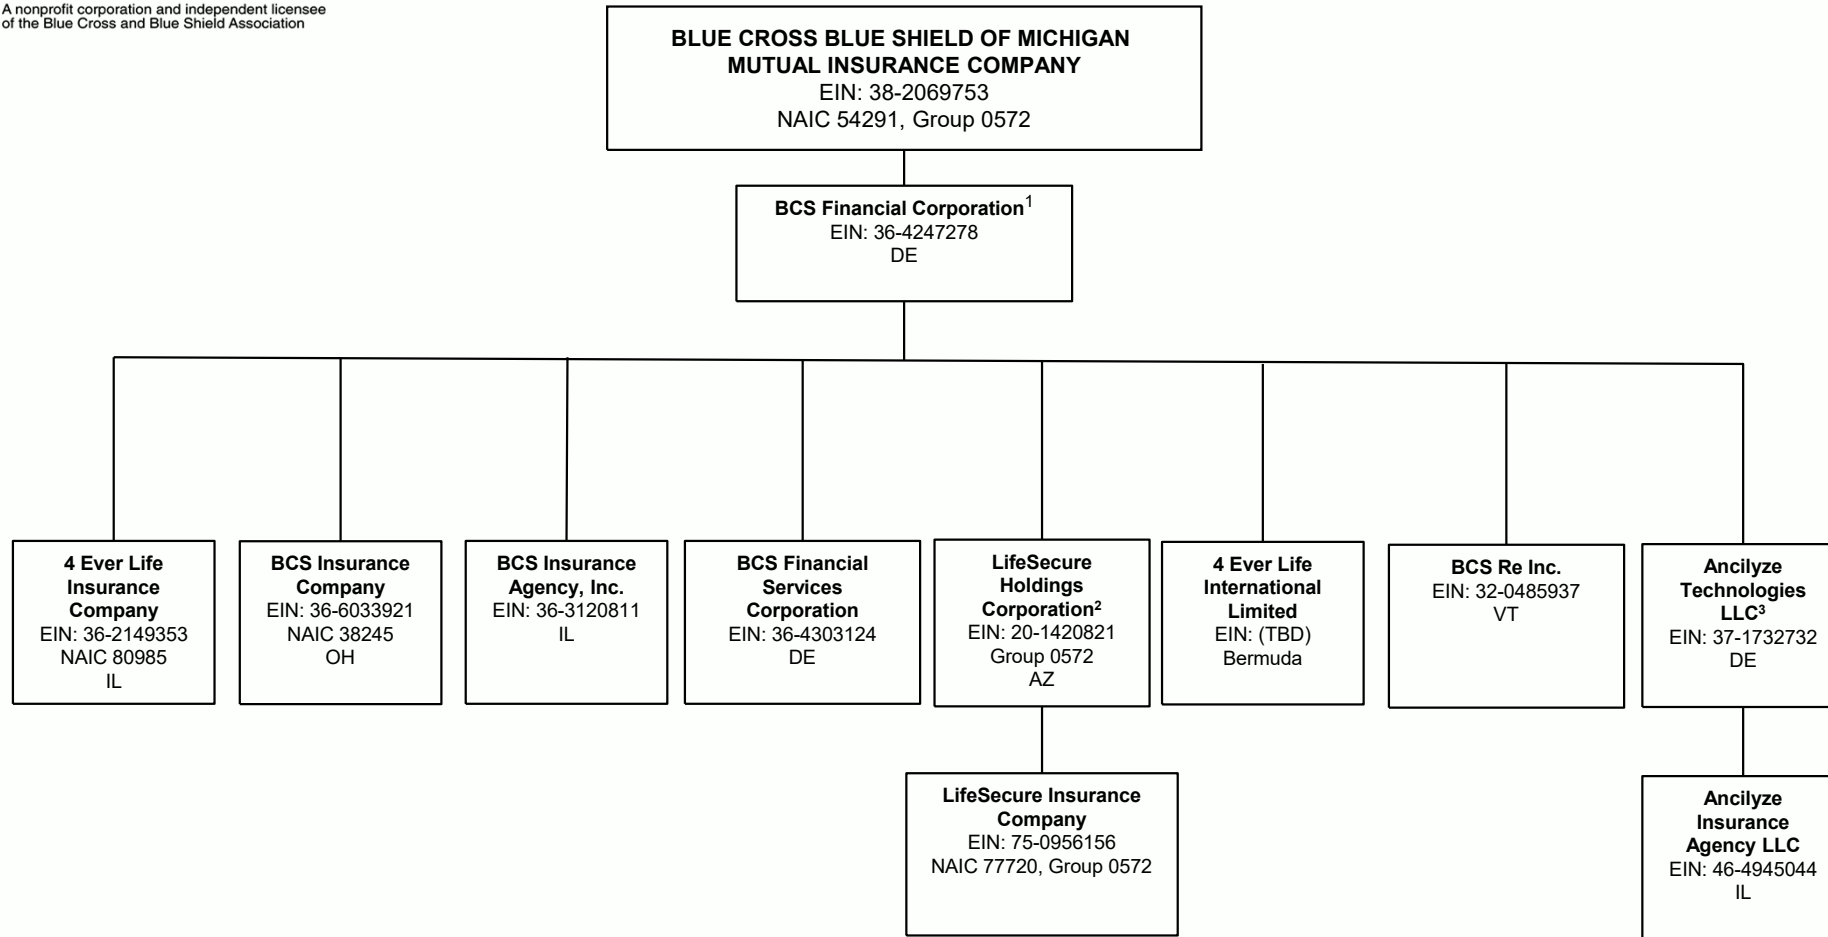 A nonprofit corporation and independent licensee
of the Blue Cross and Blue Shield Association
BLUE CROSS BLUE SHIELD OF MICHIGAN
MUTUAL INSURANCE COMPANY
EIN: 38-2069753
NAIC 54291, Group 0572
BCS Financial Corporation1
EIN: 36-4247278
DE
4 Ever Life
Insurance
Company
EIN: 36-2149353
NAIC 80985
IL
BCS Insurance
Company
EIN: 36-6033921
NAIC 38245
OH
BCS Insurance
Agency, Inc.
EIN: 36-3120811
IL
BCS Financial
Services
Corporation
EIN: 36-4303124
DE
LifeSecure
Holdings
Corporation2
EIN: 20-1420821
Group 0572
AZ
4 Ever Life
International
Limited
EIN: (TBD)
Bermuda
BCS Re Inc.
EIN: 32-0485937
VT
Ancilyze
Technologies
LLC3
EIN: 37-1732732
DE
LifeSecure Insurance
Company
EIN: 75-0956156
NAIC 77720, Group 0572
Ancilyze
Insurance
Agency LLC
EIN: 46-4945044
IL